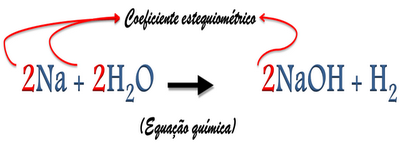 Coeficiente estequiométrico
2Na + 2H₂O → 2NaOH + H₂
(Equação química)